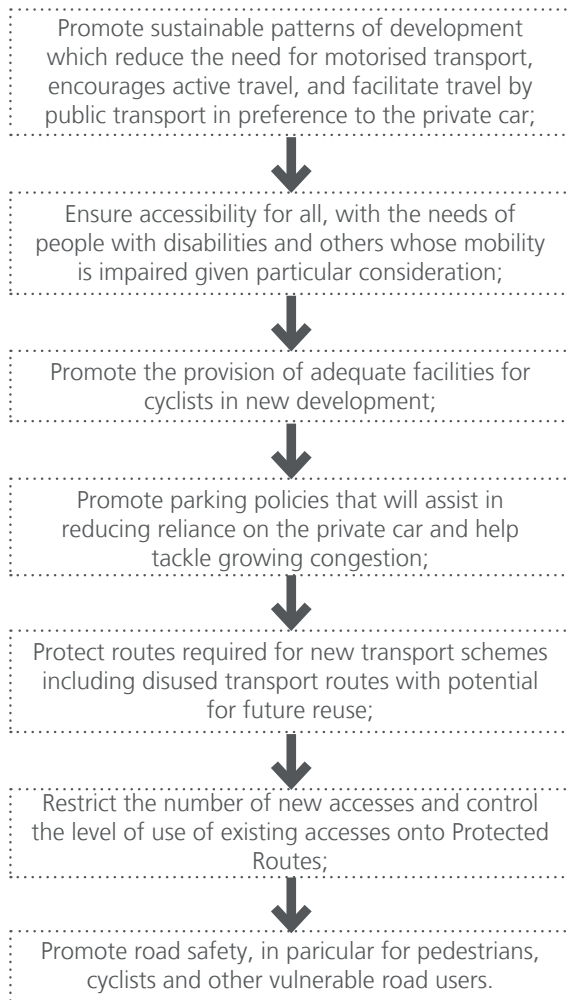 Promote sustainable patterns of development
which reduce the need for motorised transport,
encourages active travel, and facilitate travel by
public transport in preference to the private car;
Ensure accessibility for all, with the needs of
people with disabilities and others whose mobility
is impaired given particular consideration;
Promote the provision of adequate facilities for
cyclists in new development;
Promote parking policies that will assist in
reducing reliance on the private car and help
tackle growing congestion;
Protect routes required for new transport schemes
including disused transport routes with potential
for future reuse;
Restrict the number of new accesses and control
the level of use of existing accesses onto Protected
Routes;
Promote road safety, in paricular for pedestrians,
cyclists and other vulnerable road users.